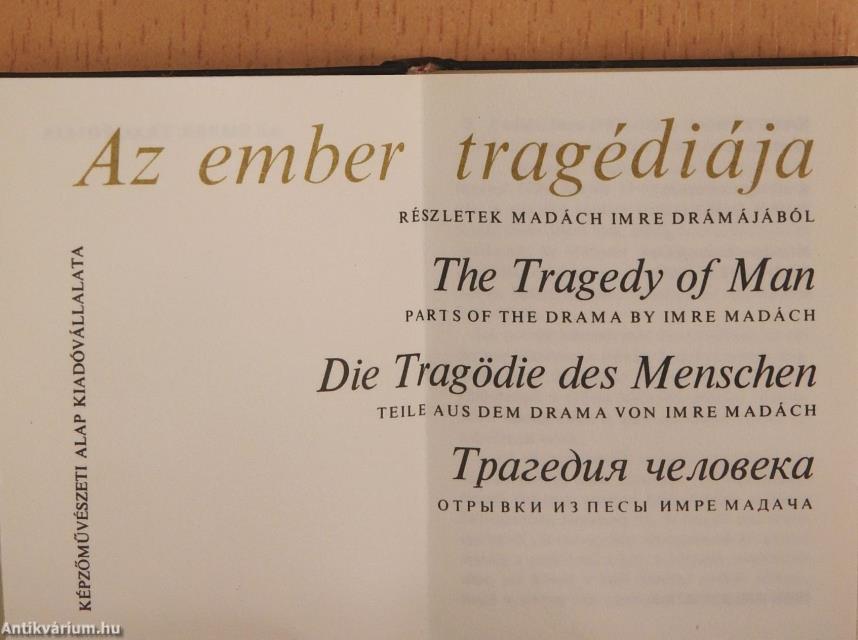 Az ember tragédiája
RÉSZLETEK MADÁCH IMRE DRÁMÁJÁBÓL
The Tragedy of Man
PARTS OF THE DRAMA BY IMRE MADÁCH
Die Tragödie des Menschen
TEILE AUS DEM DRAMA VON IMRE MADÁCH
Трагедия человека
ОТРЫВКИ ИЗ ПЕСЫ ИМРЕ МАДАЧА
KÉPZŐMŰVÉSZETI ALAP KIADÓVÁLLALATA
Antikvárium.hu